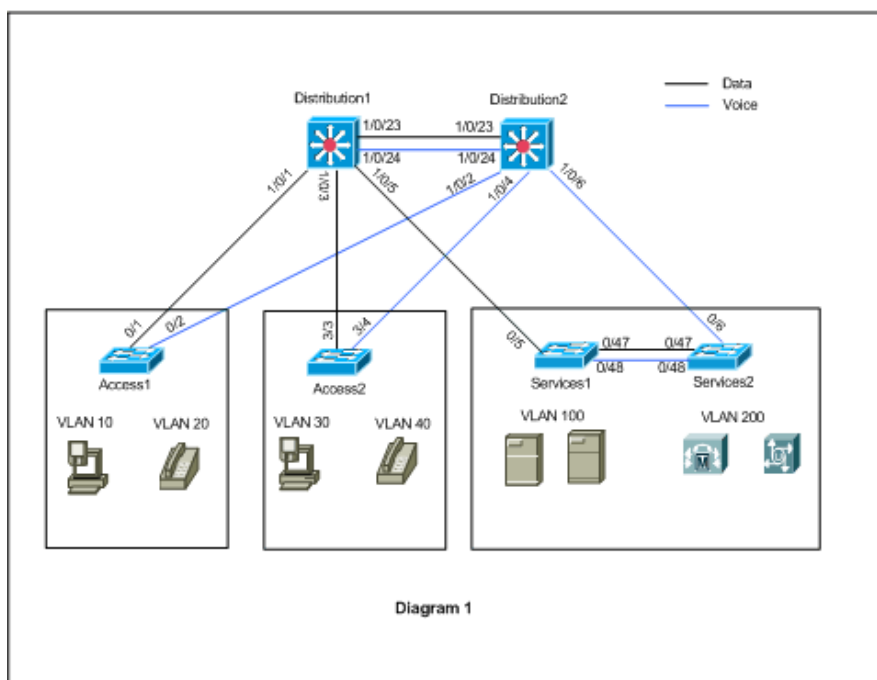 Data
Distribution1
Distribution2
Voice
1/0/23
1/0/23
1/0/24
1/0/24
1/0/1
1/0/3
1/0/5
1/0/2
1/0/4
1/0/6
0/1
0/2
3/3
3/4
0/5
0/6
0/47
0/47
0/48
0/48
Access1
Access2
Services1
Services2
VLAN 10
VLAN 20
VLAN 30
VLAN 40
VLAN 100
VLAN 200
M
Diagram 1